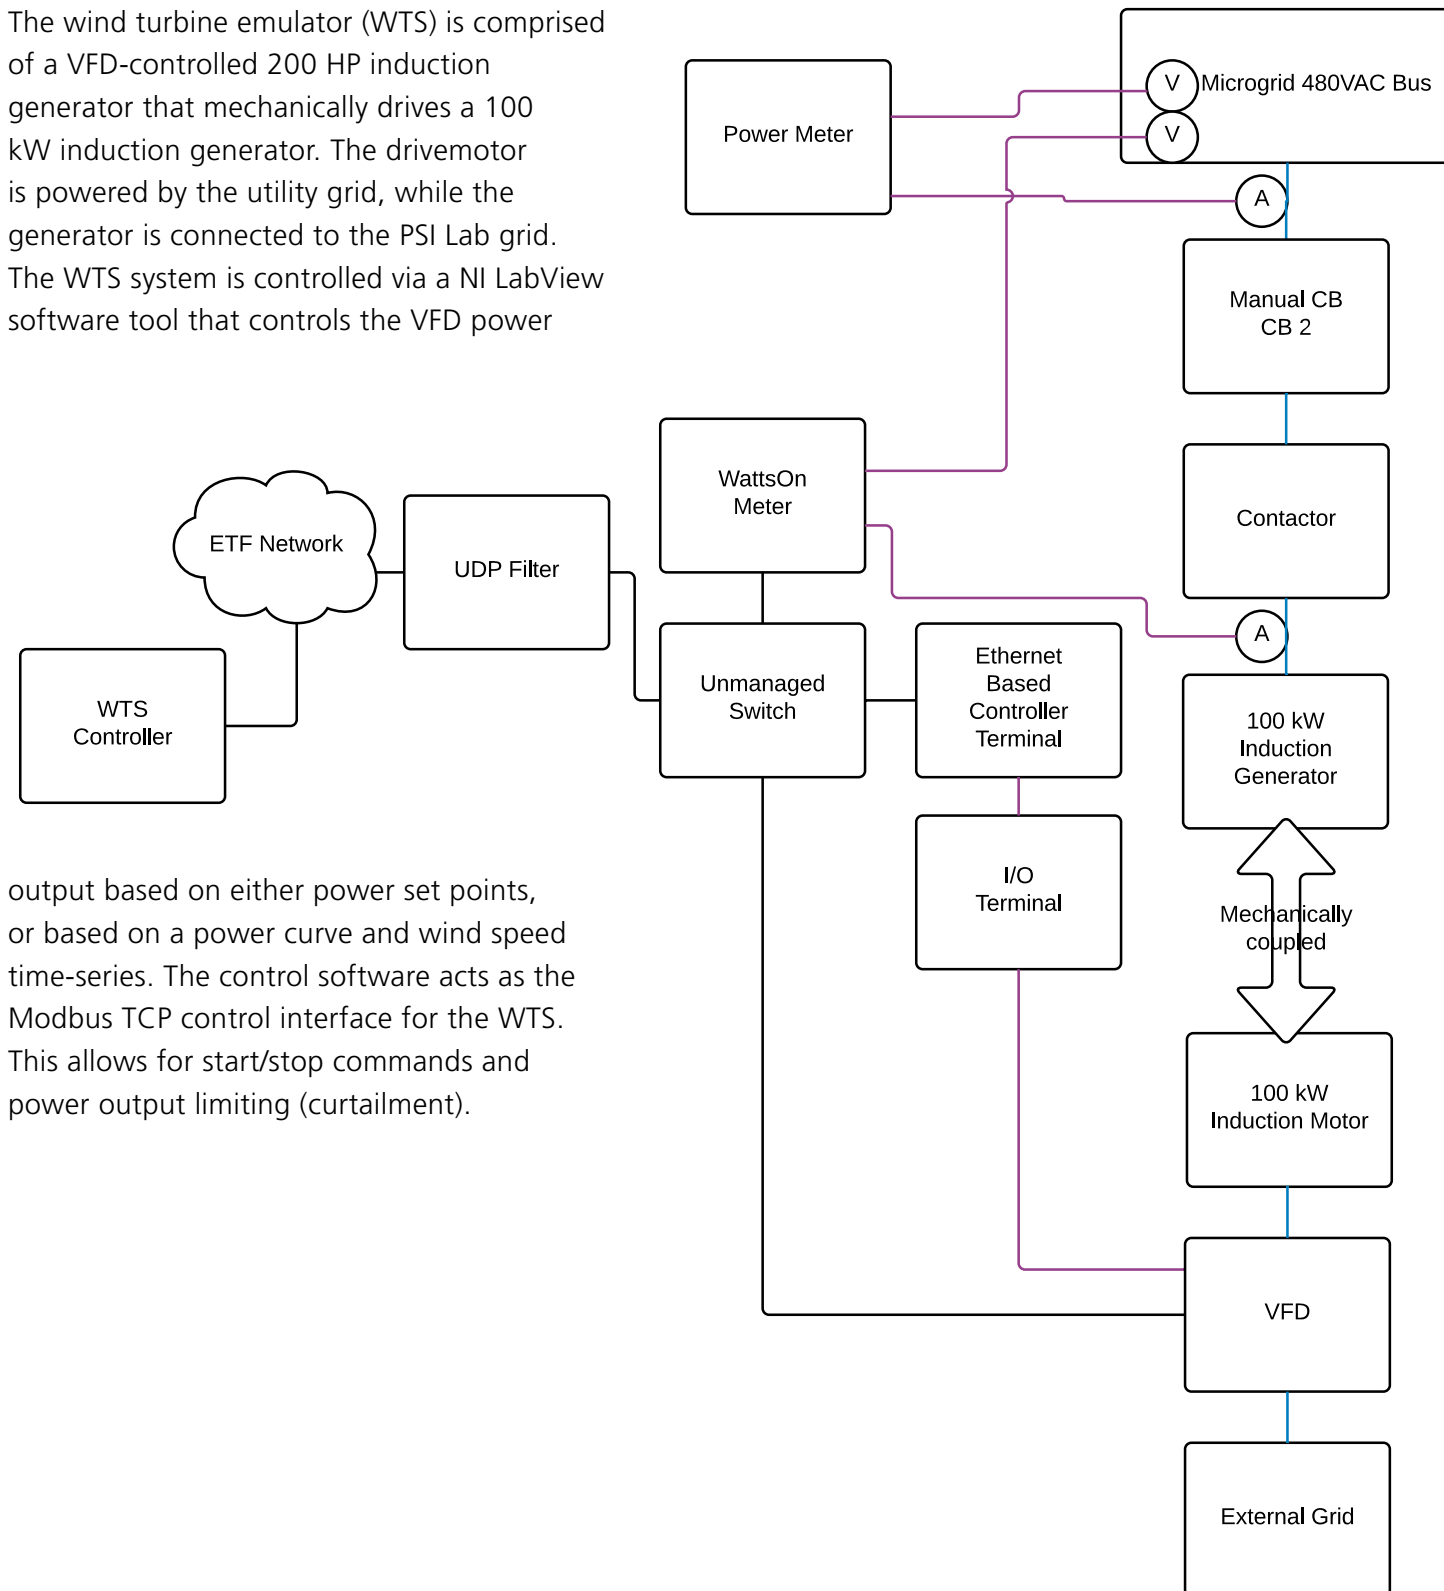 The wind turbine emulator (WTS) is comprised
of a VFD-controlled 200 HP induction
generator that mechanically drives a 100
kW induction generator. The drivemotor
is powered by the utility grid, while the
generator is connected to the PSI Lab grid.
The WTS system is controlled via a NI LabView
software tool that controls the VFD power
output based on either power set points,
or based on a power curve and wind speed
time-series. The control software acts as the
Modbus TCP control interface for the WTS.
This allows for start/stop commands and
power output limiting (curtailment).
Power Meter
V
Microgrid 480VAC Bus
V
A
Manual CB
CB 2
WattsOn
Meter
Contactor
ETF Network
UDP Filter
A
WTS
Controller
Unmanaged
Switch
Ethernet
Based
Controller
Terminal
100 kW
Induction
Generator
I/O
Terminal
Mechanically
coupled
100 kW
Induction Motor
VFD
External Grid